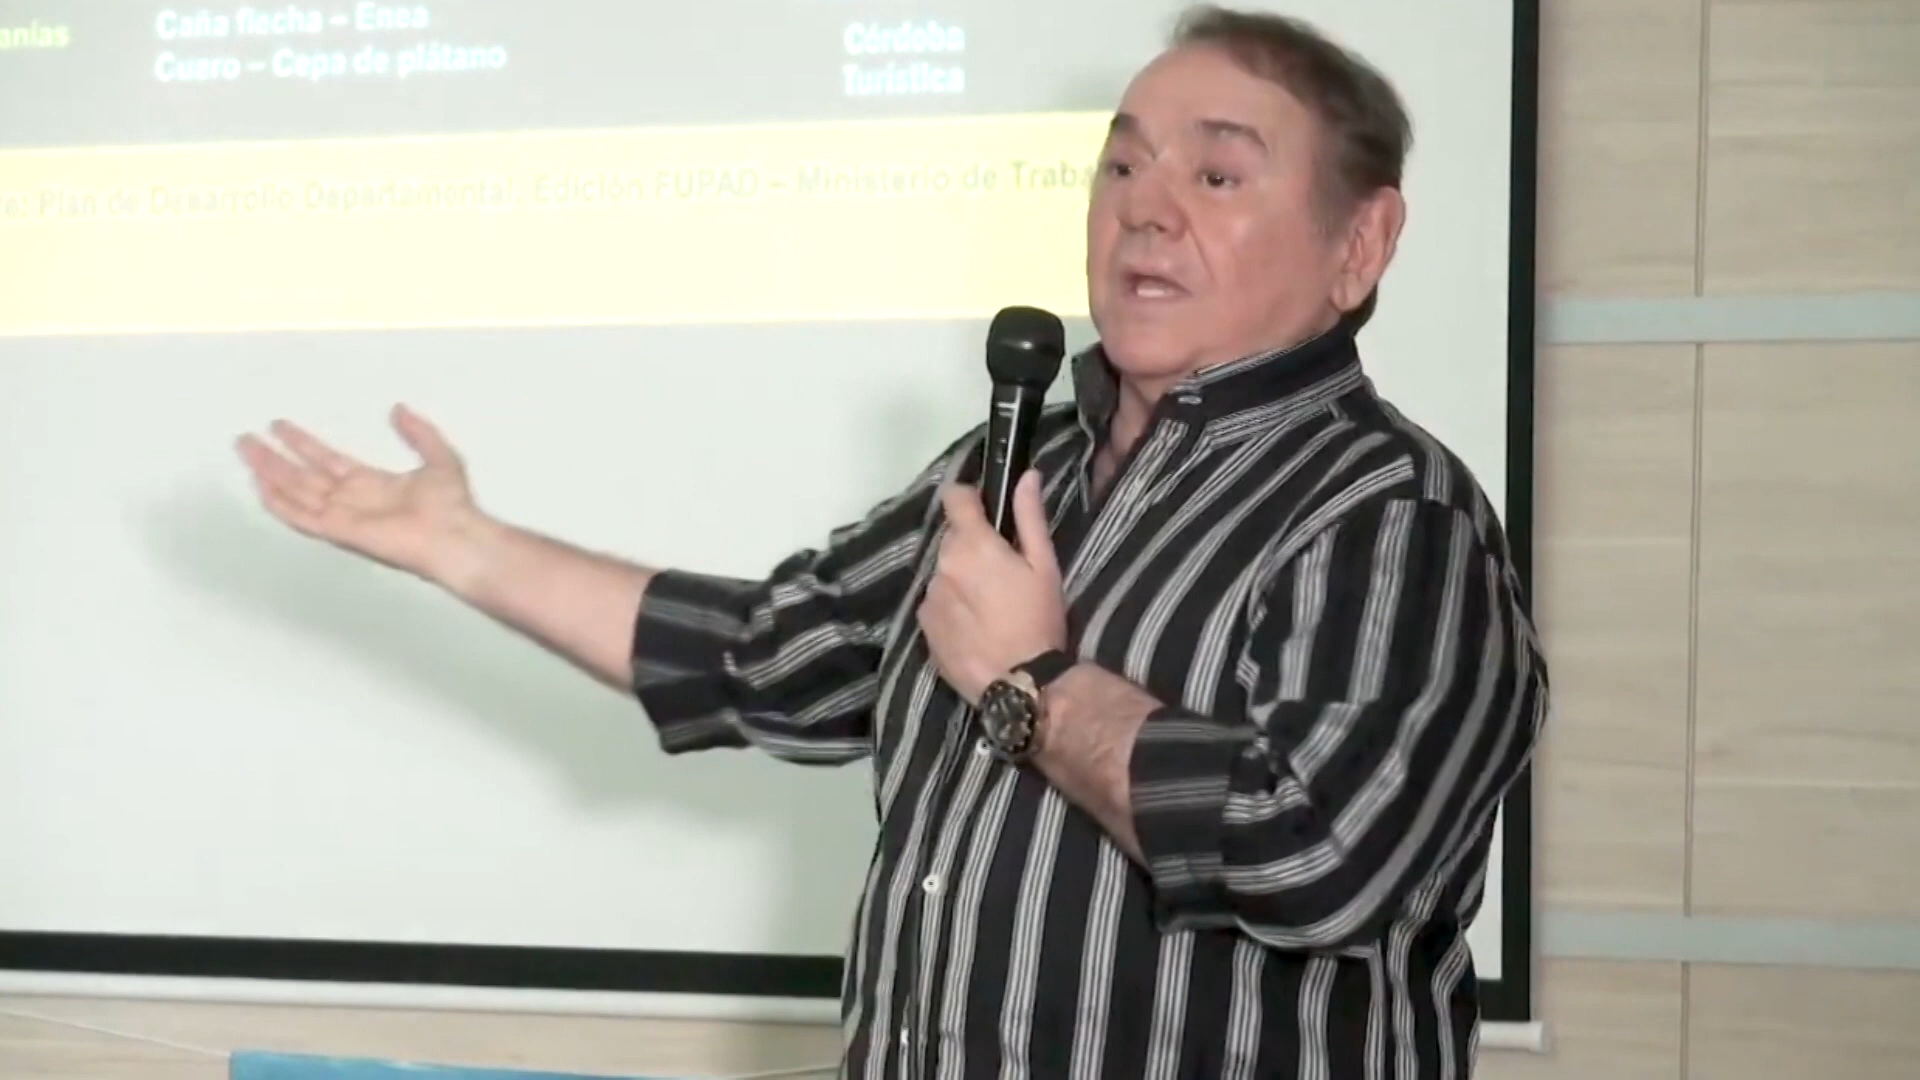 anías
Caña flecha – Enea
Cuero – Cepa de plátano
Córdoba
Turística
Plan de Desarrollo Departamental. Edición FUPAD – Ministerio de Traba